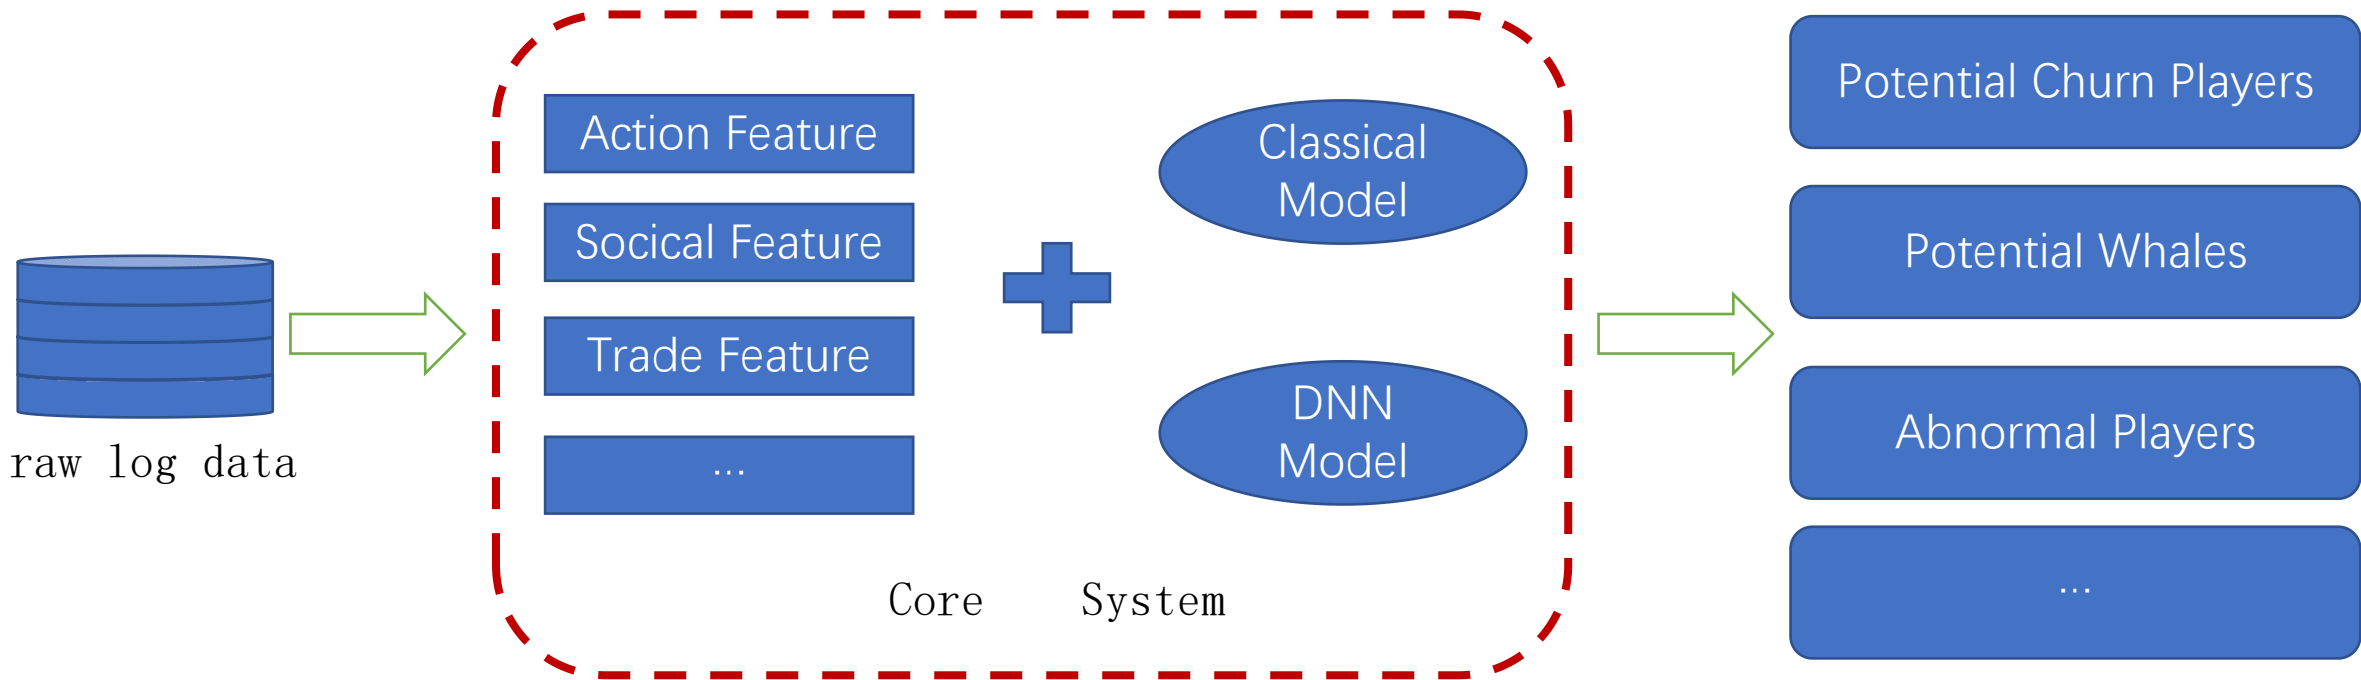 raw log data
Action Feature
Socical Feature
Trade Feature
...
Classical
Model
DNN
Model
Core System
Potential Churn Players
Potential Whales
Abnormal Players
...